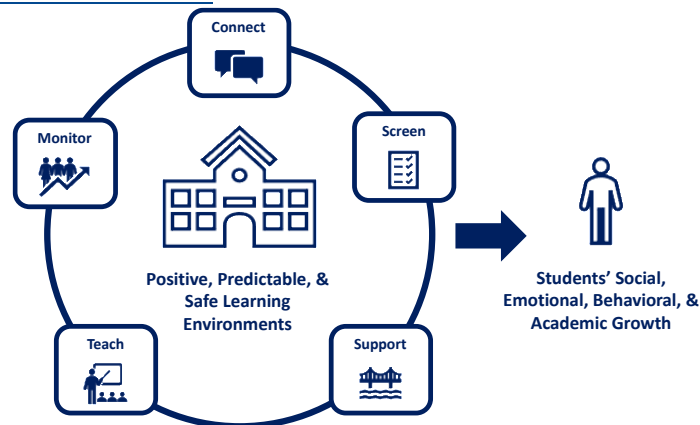 Connect
Monitor
Screen
Positive, Predictable, &
Safe Learning
Environments
Students’ Social,
Emotional, Behavioral, &
Academic Growth
Teach
Support